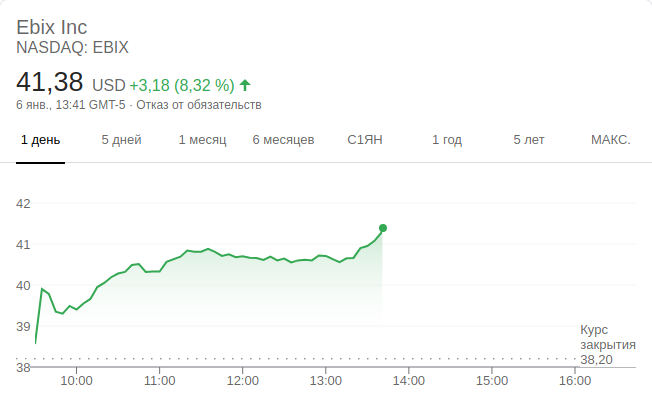 Ebix Inc
NASDAQ: EBIX
41,38 USD +3,18 (8,32 %)
6 янв., 13:41 GMT-5 · Отказ от обязательств
1 день 5 дней 1 месяц 6 месяцев С1ЯН 1 год 5 лет МАКС.
42
41
40
39
38
Курс
закрытия
38,20
10:00 11:00 12:00 13:00 14:00 15:00 16:00